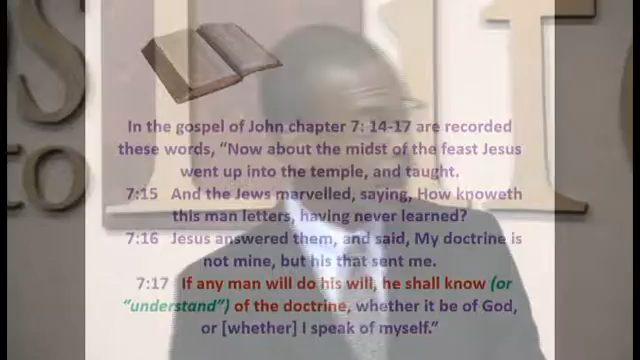 In the gospel of John chapter 7: 14-17 are recorded
these words, “Now about the midst of the feast Jesus
went up into the temple, and taught.
7:15 And the Jews marvelled, saying, How knoweth
this man letters, having never learned?
7:16 Jesus answered them, and said, My doctrine is
not mine, but his that sent me.
7:17 If any man will do his will, he shall know (or
“understand”) of the doctrine, whether it be of God,
or [whether] I speak of myself.”